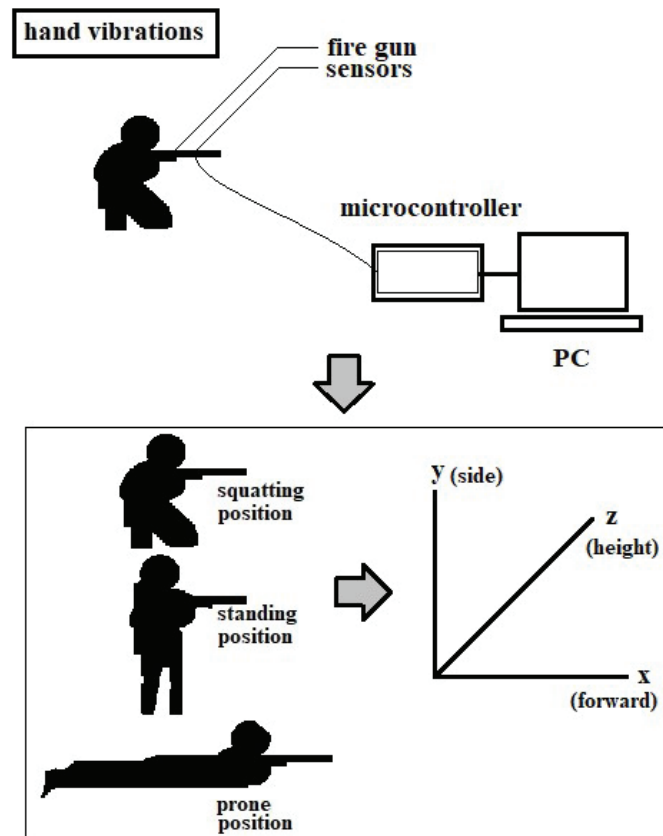 hand vibrations
fire gun
sensors
microcontroller
PC
squatting
position
standing
position
prone
position
y (side)
z
(height)
x
(forward)